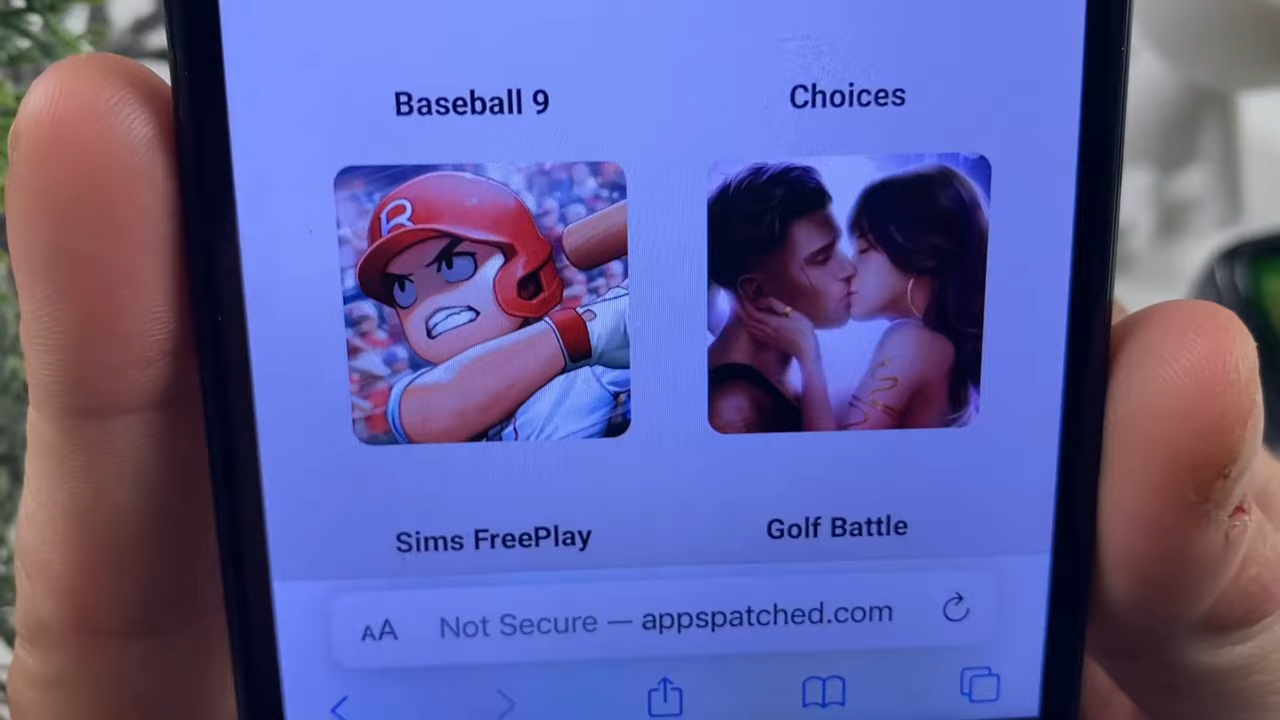 Baseball 9
Choices
R
Sims FreePlay
Golf Battle
AA Not Secure — appspatched.com